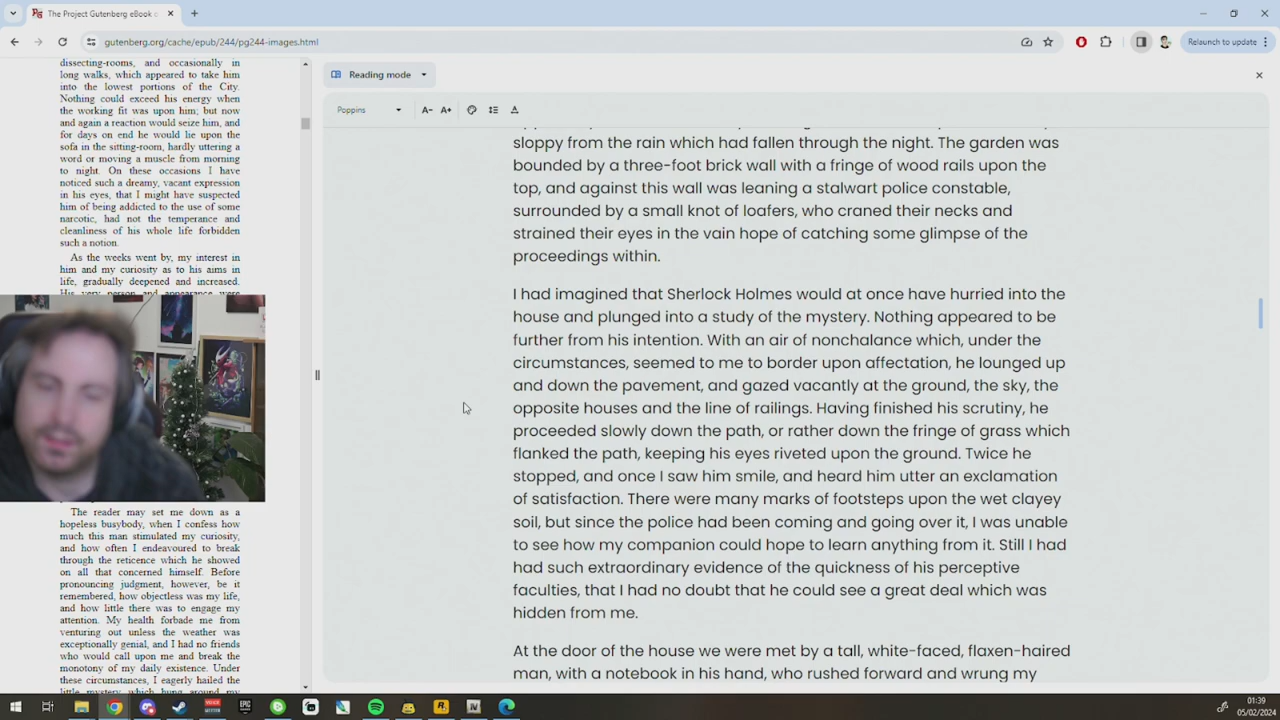 The Project Gutenberg eBook o
gutenberg.org/cache/epub/244/pg244-images.html
Relaunch to update
dissecting-rooms, and occasionally in
long walks, which appeared to take him
into the lowest portions of the City.
Nothing could exceed his energy when
the working fit was upon him; but now
and again a reaction would seize him, and
for days on end he would lie upon the
sofa in the sitting-room, hardly uttering a
word or moving a muscle from morning
to night. On these occasions I have
noticed such a dreamy, vacant expression
in his eyes, that I might have suspected
him of being addicted to the use of some
narcotic, had not the temperance and
cleanliness of his whole life forbidden
such a notion.
As the weeks went by, my interest in
him and my curiosity as to his aims in
life, gradually deepened and increased.
His very person and appearance were
The reader may set me down as a
hopeless busybody, when I confess how
much this man stimulated my curiosity,
and how often I endeavoured to break
through the reticence which he showed
on all that concerned himself. Before
pronouncing judgment, however, be it
remembered, how objectless was my life,
and how little there was to engage my
attention. My health forbade me from
venturing out unless the weather was
exceptionally genial, and I had no friends
who would call upon me and break the
monotony of my daily existence. Under
these circumstances, I eagerly hailed the
little mystery which hung around my
Reading mode
Poppins
A- A+
sloppy from the rain which had fallen through the night. The garden was
bounded by a three-foot brick wall with a fringe of wood rails upon the
top, and against this wall was leaning a stalwart police constable,
surrounded by a small knot of loafers, who craned their necks and
strained their eyes in the vain hope of catching some glimpse of the
proceedings within.
I had imagined that Sherlock Holmes would at once have hurried into the
house and plunged into a study of the mystery. Nothing appeared to be
further from his intention. With an air of nonchalance which, under the
circumstances, seemed to me to border upon affectation, he lounged up
and down the pavement, and gazed vacantly at the ground, the sky, the
opposite houses and the line of railings. Having finished his scrutiny, he
proceeded slowly down the path, or rather down the fringe of grass which
flanked the path, keeping his eyes riveted upon the ground. Twice he
stopped, and once I saw him smile, and heard him utter an exclamation
of satisfaction. There were many marks of footsteps upon the wet clayey
soil, but since the police had been coming and going over it, I was unable
to see how my companion could hope to learn anything from it. Still I had
had such extraordinary evidence of the quickness of his perceptive
faculties, that I had no doubt that he could see a great deal which was
hidden from me.
At the door of the house we were met by a tall, white-faced, flaxen-haired
man, with a notebook in his hand, who rushed forward and wrung my
01:39
05/02/2024